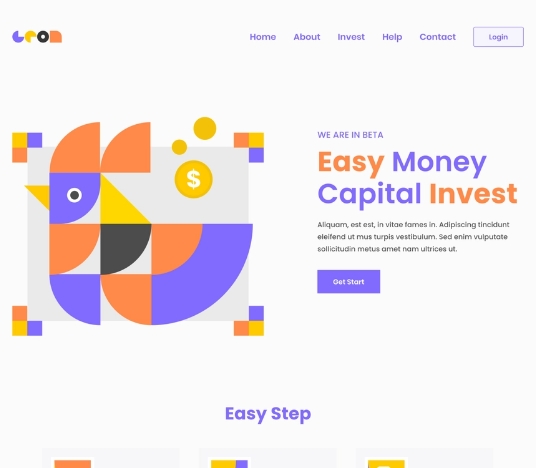 Home About Invest Help Contact Login
WE ARE IN BETA
Easy Money
Capital Invest
Aliquam, est est, in vitae fames in. Adipiscing tincidunt
eleifend ut mus turpis vestibulum. Sed enim vulputate
sollicitudin metus amet nam ultrices ut.
Get Start
$
Easy Step